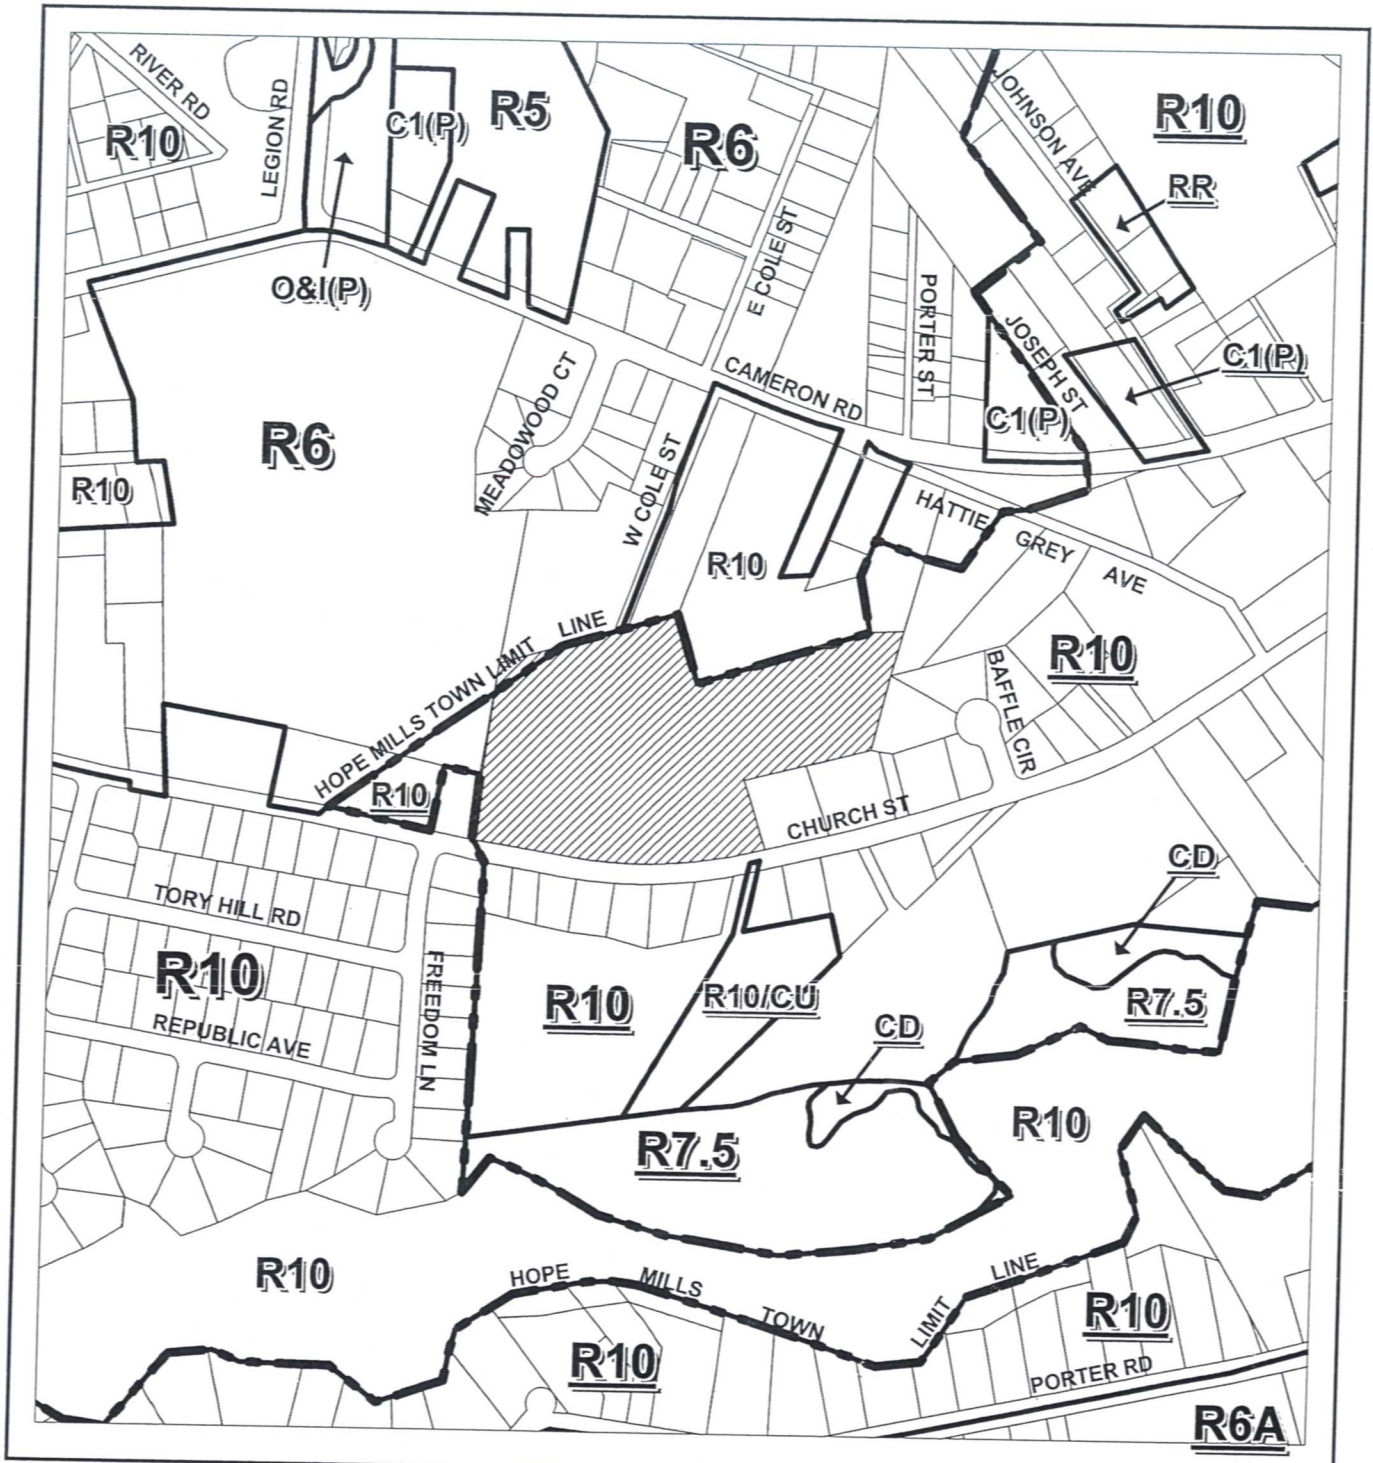 RIVER RD
R10
LEGION RD
C1(P)
R5
R6
JOHNSON AVE
R10
RR
O&I(P)
E COLE ST
PORTER ST
JOSEPH ST
C1(P)
MEADOWOOD CT
CAMERON RD
C1(P)
R6
R10
W COLE ST
HATTIE GREY AVE
R10
HOPE MILLS TOWN LIMIT LINE
R10
BAFFLE CIR
R10
CHURCH ST
CD
TORY HILL RD
R10
FREEDOM LN
R10
R10/CU
R7.5
REPUBLIC AVE
CD
R10
R7.5
R10
HOPE MILLS TOWN LIMIT LINE
R10
R10
PORTER RD
R6A